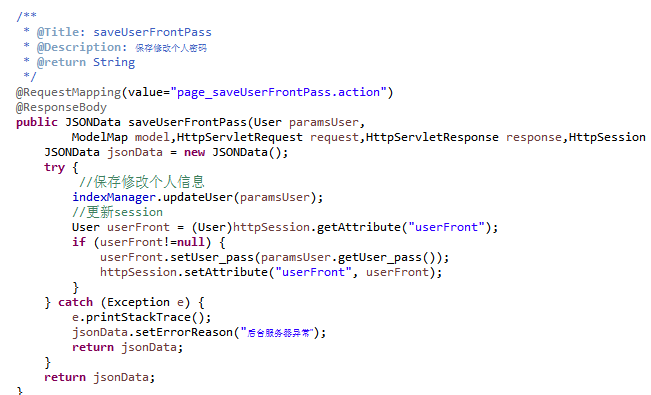 /**
 * @Title: saveUserFrontPass
 * @Description: 保存修改个人密码
 * @return String
 */
@RequestMapping(value="page_saveUserFrontPass.action")
@ResponseBody
public JSONData saveUserFrontPass(User paramsUser,
        ModelMap model,HttpServletRequest request,HttpServletResponse response,HttpSession
    JSONData jsonData = new JSONData();
    try {
         //保存修改个人信息
        indexManager.updateUser(paramsUser);
        //更新session
        User userFront = (User)httpSession.getAttribute("userFront");
        if (userFront!=null) {
            userFront.setUser_pass(paramsUser.getUser_pass());
            httpSession.setAttribute("userFront", userFront);
        }
    } catch (Exception e) {
        e.printStackTrace();
        jsonData.setErrorReason("后台服务器异常");
        return jsonData;
    }
    return jsonData;
}